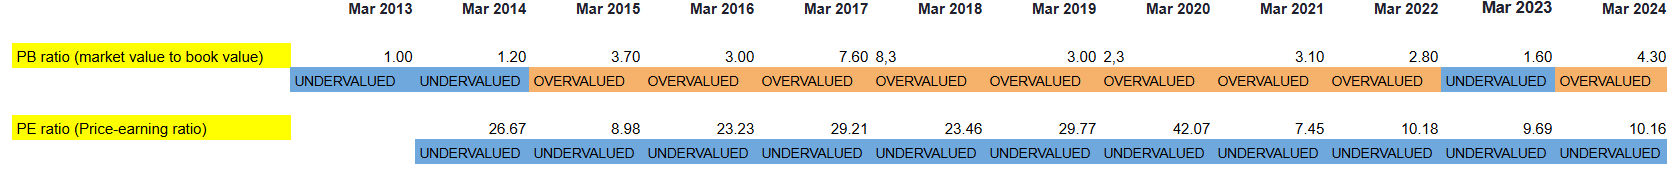 Mar 2013 Mar 2014 Mar 2015 Mar 2016 Mar 2017 Mar 2018 Mar 2019 Mar 2020 Mar 2021 Mar 2022 Mar 2023 Mar 2024
PB ratio (market value to book value) 1.00 1.20 3.70 3.00 7.60 8,3 3.00 2,3 3.10 2.80 1.60 4.30
UNDERVALUED UNDERVALUED OVERVALUED OVERVALUED OVERVALUED OVERVALUED OVERVALUED OVERVALUED OVERVALUED OVERVALUED UNDERVALUED OVERVALUED
PE ratio (Price-earning ratio) 26.67 8.98 23.23 29.21 23.46 29.77 42.07 7.45 10.18 9.69 10.16
UNDERVALUED UNDERVALUED UNDERVALUED UNDERVALUED UNDERVALUED UNDERVALUED UNDERVALUED UNDERVALUED UNDERVALUED UNDERVALUED UNDERVALUED